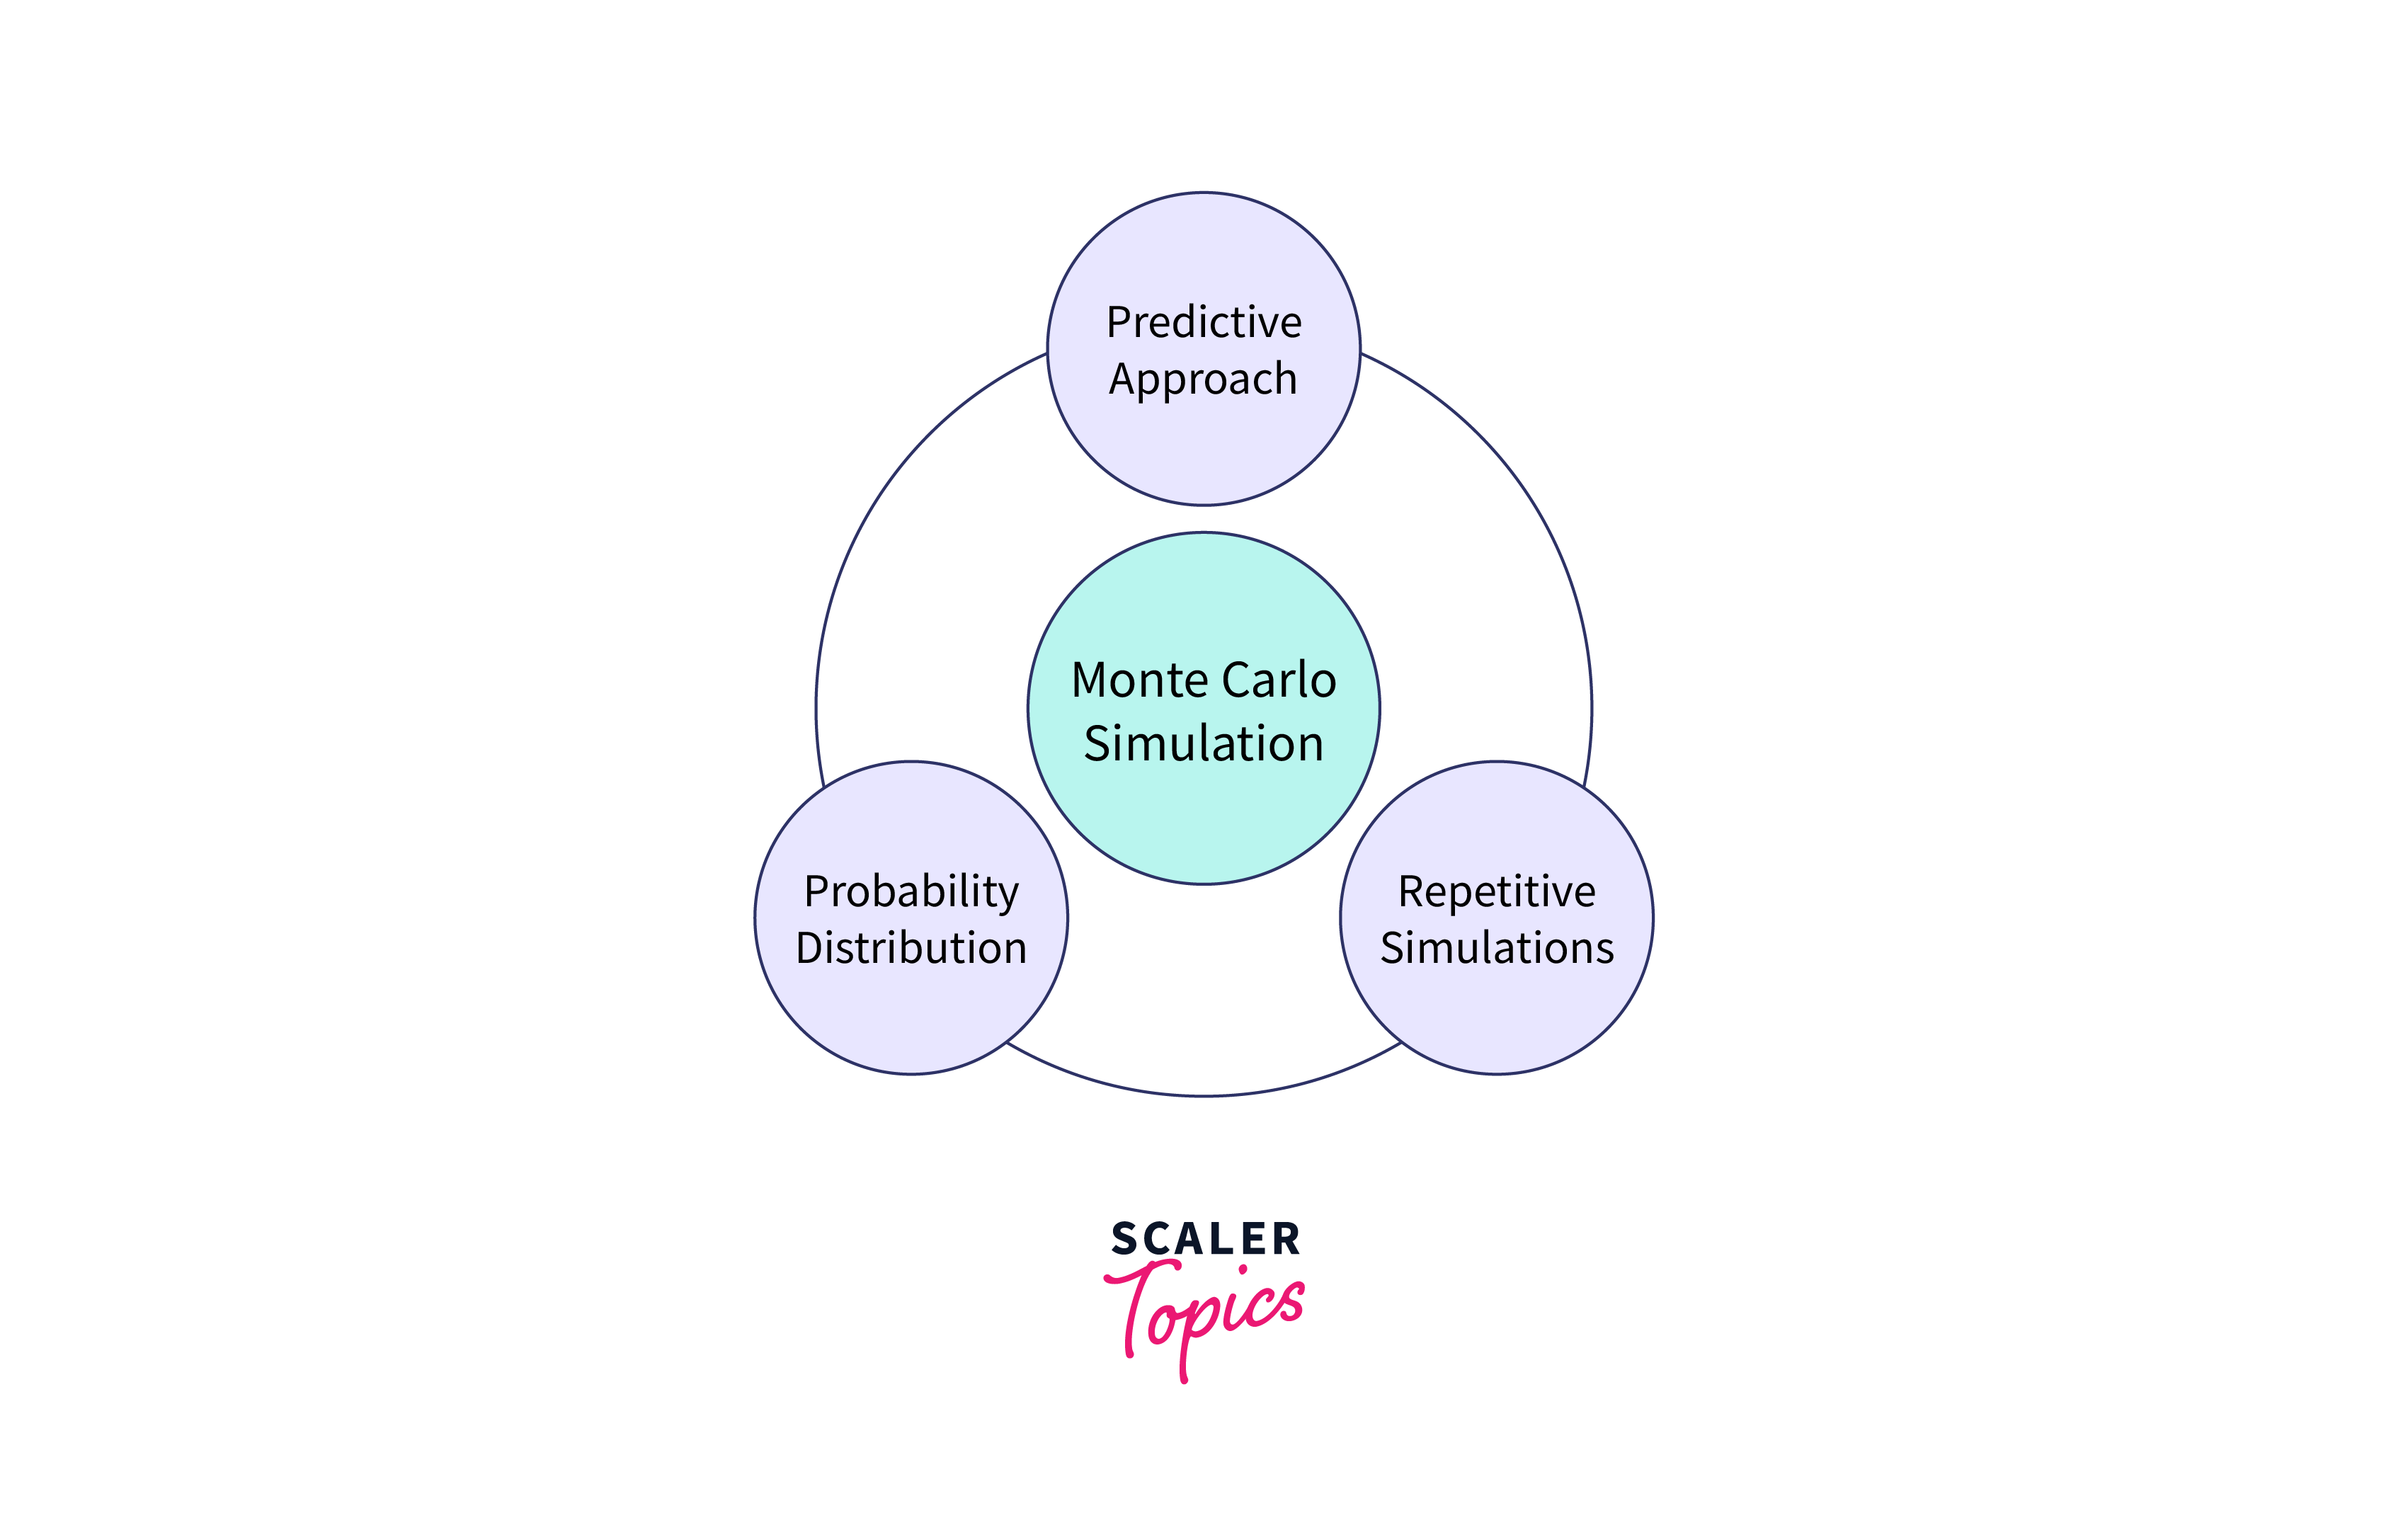 Predictive
Approach
Monte Carlo
Simulation
Probability
Distribution
Repetitive
Simulations
SCALER
Topics